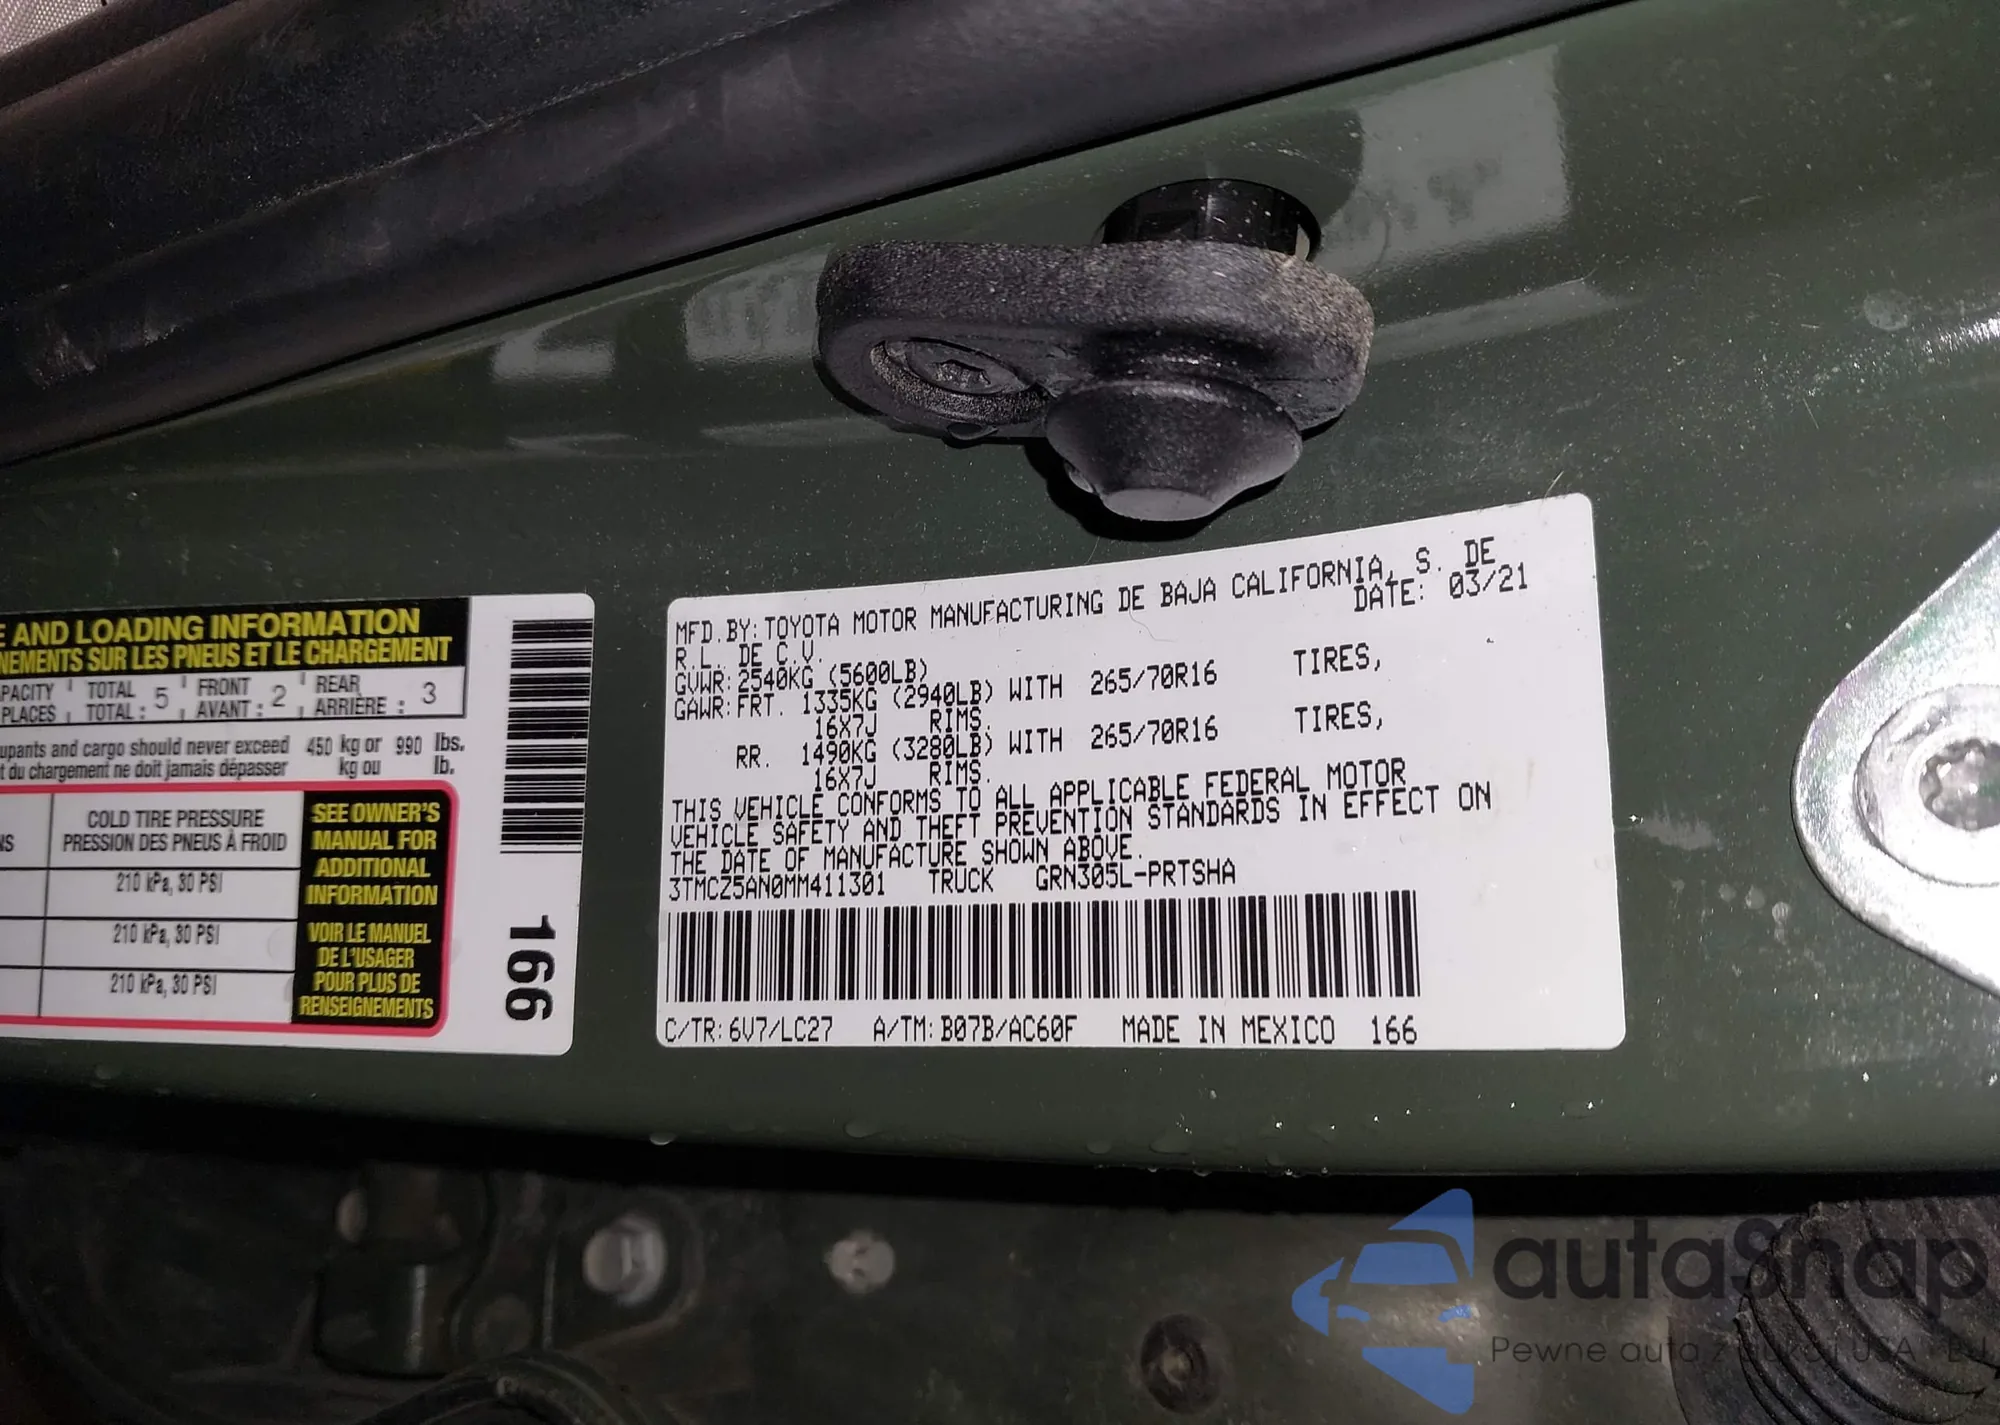 E AND LOADING INFORMATION
NEMENTS SUR LES PNEUS ET LE CHARGEMENT
PACITY TOTAL 5 FRONT 2 REAR 3
PLACES TOTAL: AVANT: ARRIÈRE :
upants and cargo should never exceed 450 kg or 990 lbs.
t du chargement ne doit jamais dépasser kg ou lb.
NS
COLD TIRE PRESSURE
PRESSION DES PNEUS À FROID
210 kPa, 30 PSI
210 kPa, 30 PSI
210 kPa, 30 PSI
SEE OWNER'S
MANUAL FOR
ADDITIONAL
INFORMATION
VOIR LE MANUEL
DE L'USAGER
POUR PLUS DE
RENSEIGNEMENTS
166
MFD.BY: TOYOTA MOTOR MANUFACTURING DE BAJA CALIFORNIA, S. DE
R.L. DE C.V. DATE: 03/21
GVWR: 2540KG (5600LB)
GAWR: FRT. 1335KG (2940LB) WITH 265/70R16 TIRES,
16X7J RIMS.
RR. 1490KG (3280LB) WITH 265/70R16 TIRES,
16X7J RIMS.
THIS VEHICLE CONFORMS TO ALL APPLICABLE FEDERAL MOTOR
VEHICLE SAFETY AND THEFT PREVENTION STANDARDS IN EFFECT ON
THE DATE OF MANUFACTURE SHOWN ABOVE.
3TMCZ5AN0MM411301 TRUCK GRN305L-PRTSHA
C/TR: 6V7/LC27 A/TM: B07B/AC60F MADE IN MEXICO 166
autaSnap
Pewne auta z USA